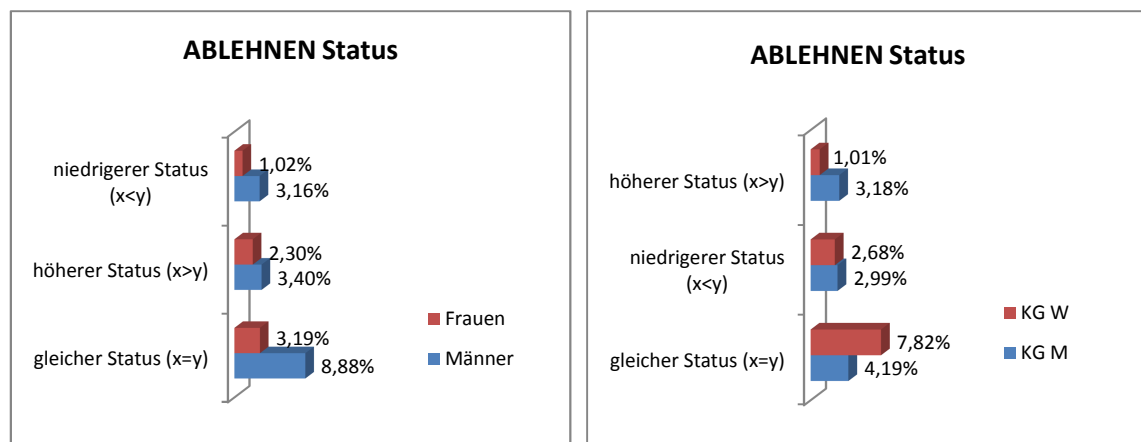 ABLEHNEN Status
niedrigerer Status
(x<y)
1,02%
3,16%
höherer Status (x>y)
2,30%
3,40%
gleicher Status (x=y)
3,19%
8,88%
Frauen
Männer
ABLEHNEN Status
höherer Status (x>y)
1,01%
3,18%
niedrigerer Status
(x<y)
2,68%
2,99%
gleicher Status (x=y)
7,82%
4,19%
KG W
KG M